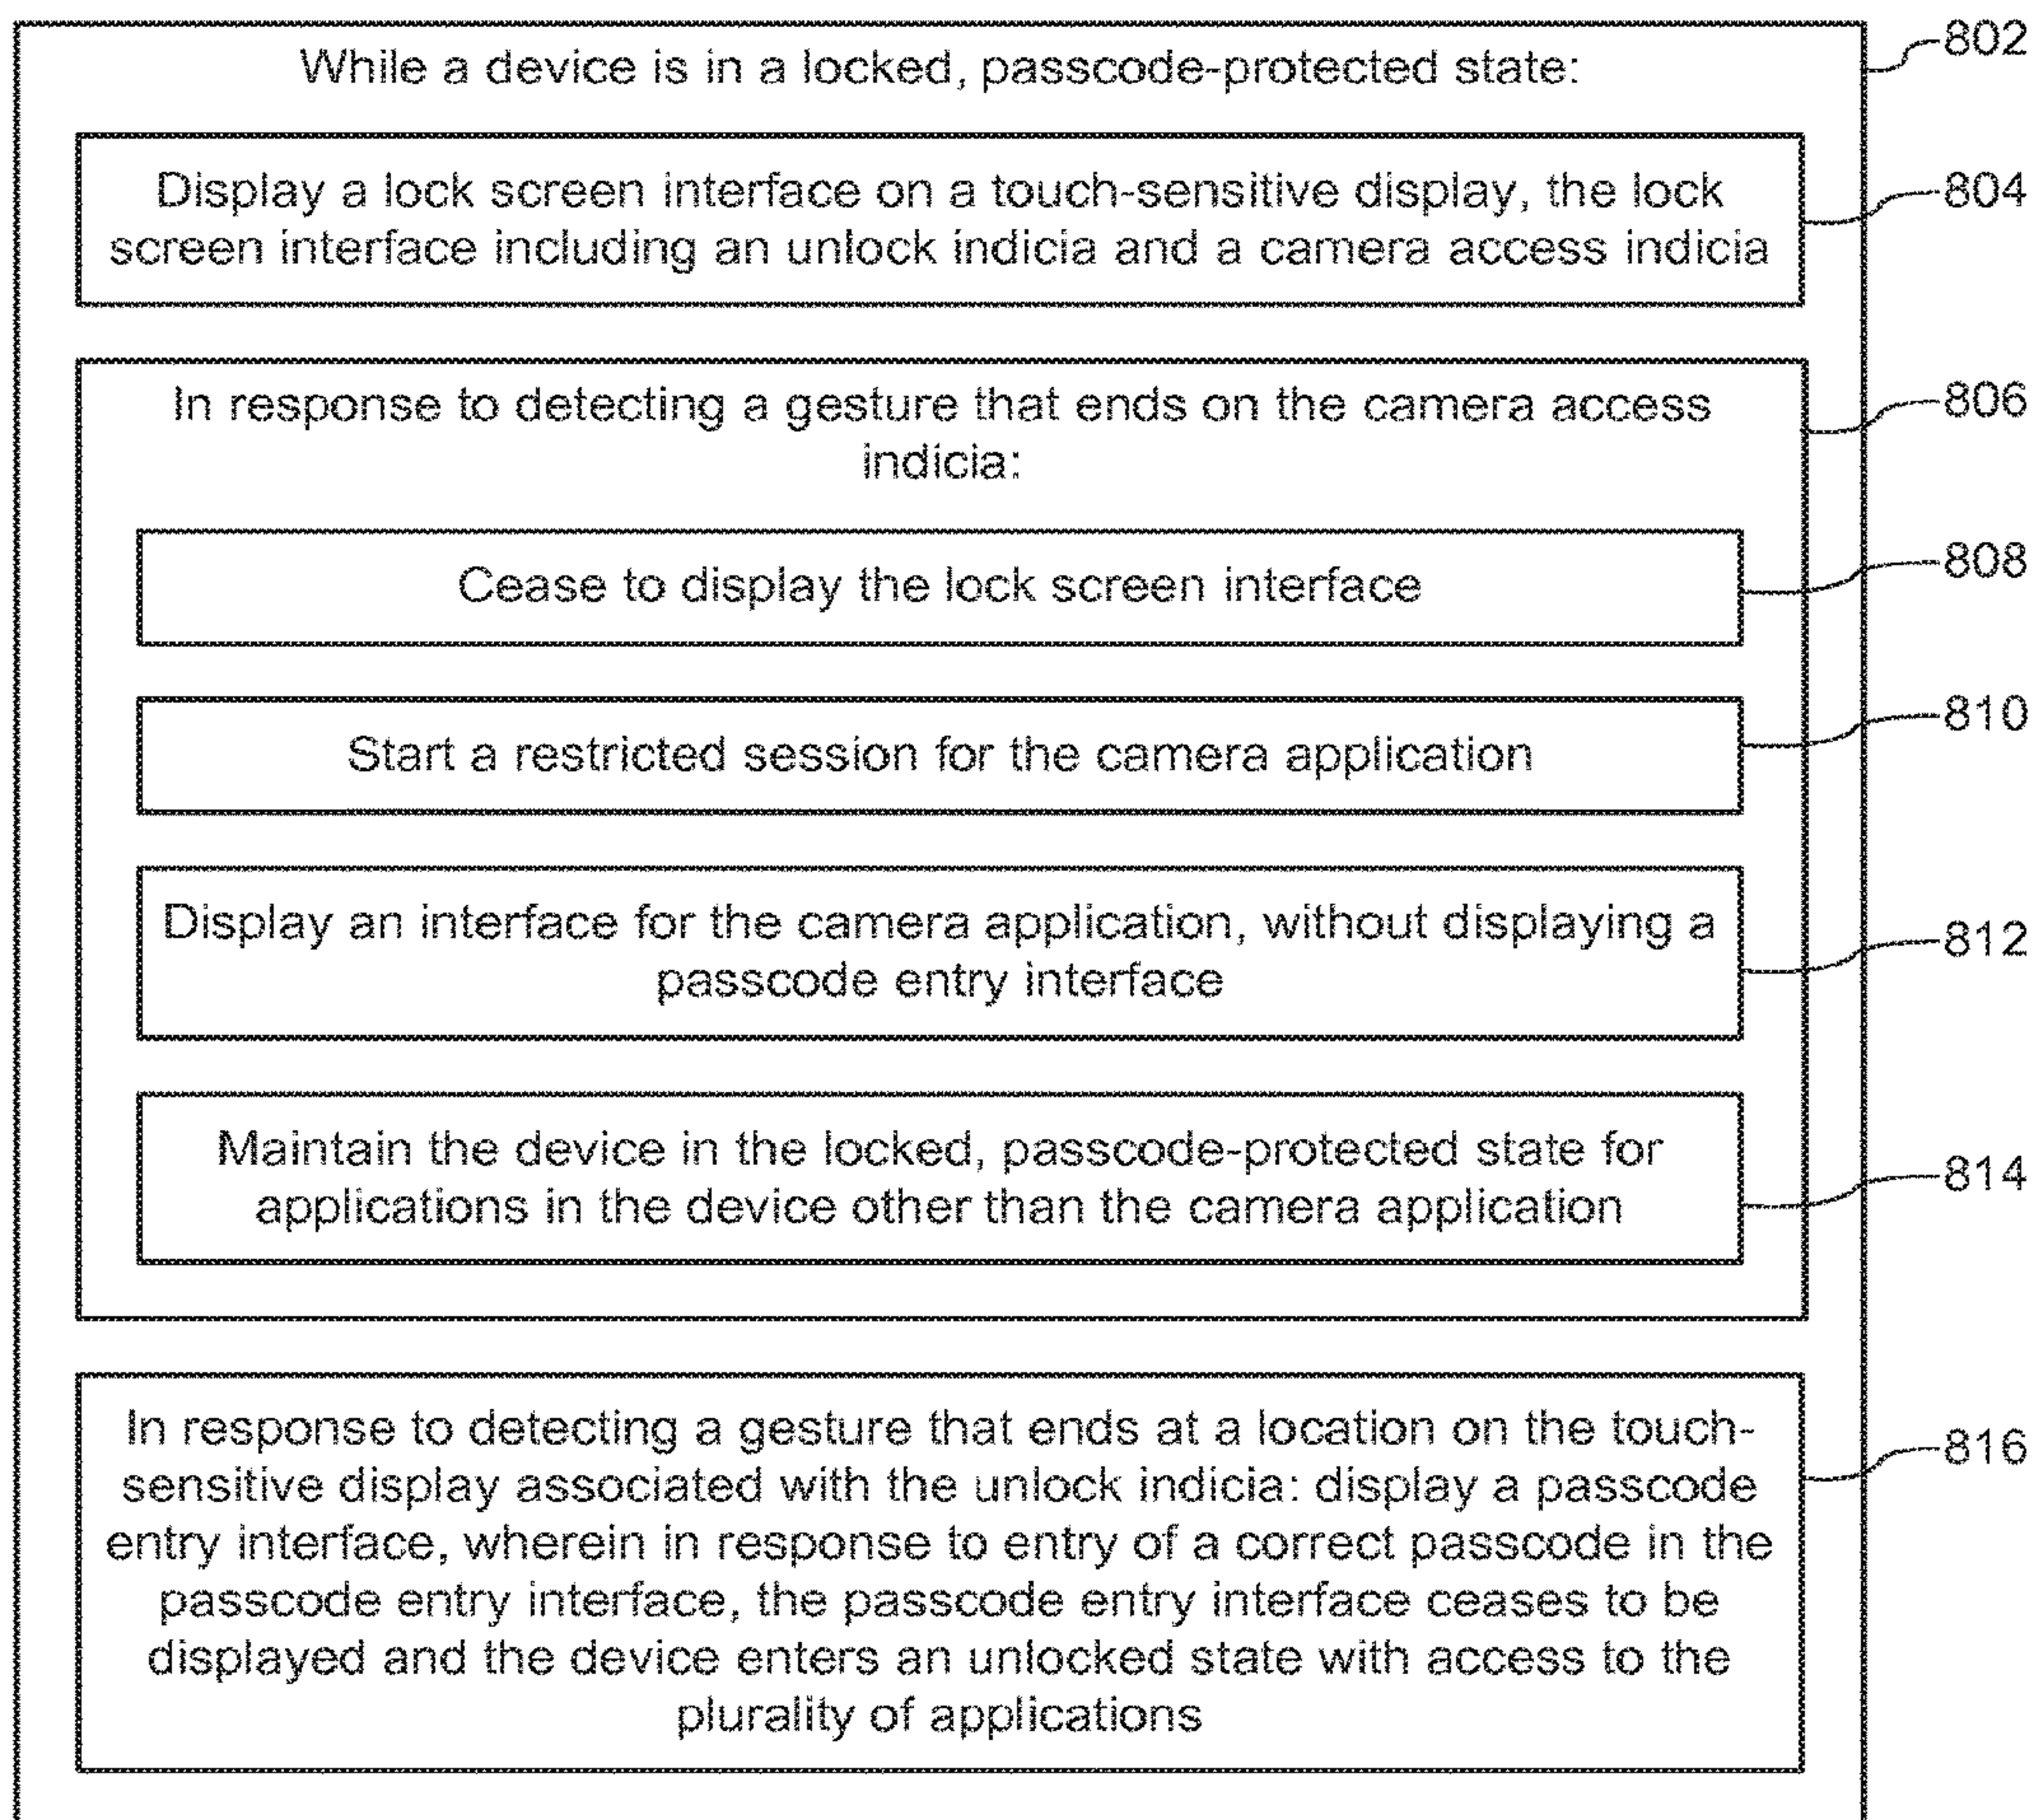 While a device is in a locked, passcode-protected state:
802
Display a lock screen interface on a touch-sensitive display, the lock
screen interface including an unlock indicia and a camera access indicia
804
In response to detecting a gesture that ends on the camera access
indicia:
806
Cease to display the lock screen interface
808
Start a restricted session for the camera application
810
Display an interface for the camera application, without displaying a
passcode entry interface
812
Maintain the device in the locked, passcode-protected state for
applications in the device other than the camera application
814
In response to detecting a gesture that ends at a location on the touch-
sensitive display associated with the unlock indicia: display a passcode
entry interface, wherein in response to entry of a correct passcode in the
passcode entry interface, the passcode entry interface ceases to be
displayed and the device enters an unlocked state with access to the
plurality of applications
816